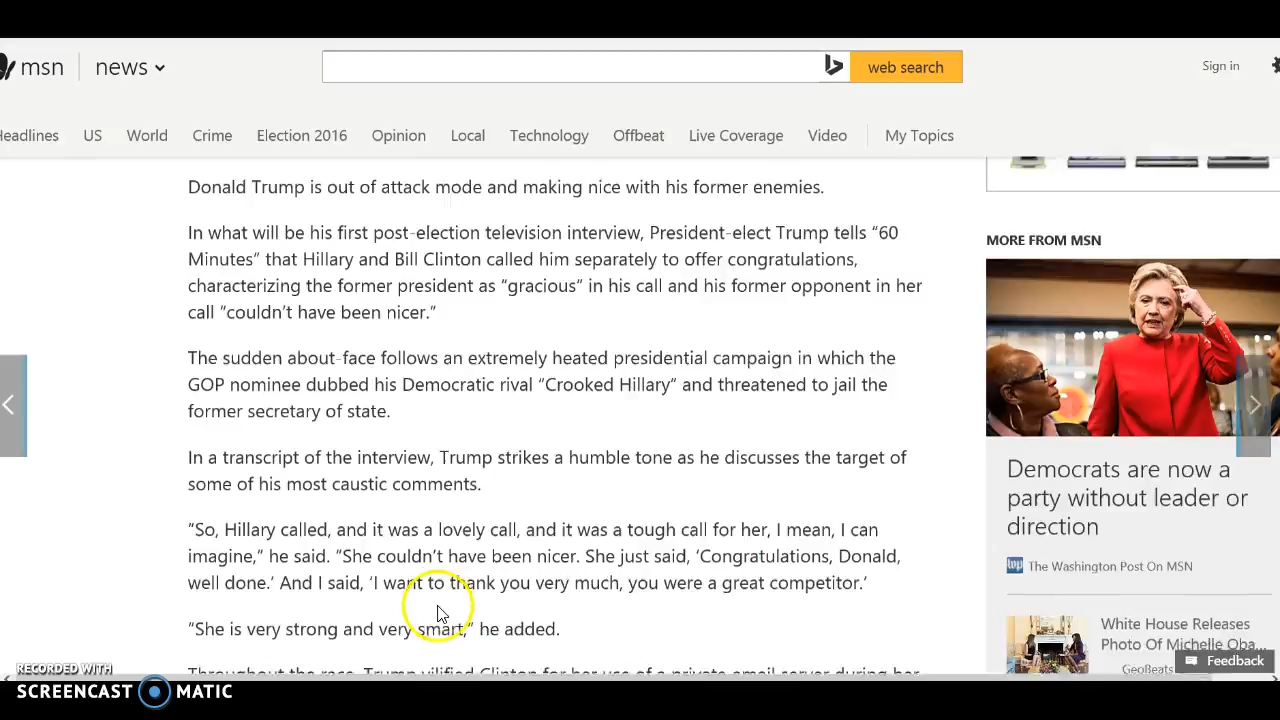 msn news
web search
Sign in
Headlines US World Crime Election 2016 Opinion Local Technology Offbeat Live Coverage Video My Topics
Donald Trump is out of attack mode and making nice with his former enemies.
In what will be his first post-election television interview, President-elect Trump tells “60
Minutes” that Hillary and Bill Clinton called him separately to offer congratulations,
characterizing the former president as “gracious” in his call and his former opponent in her
call “couldn’t have been nicer.”
The sudden about-face follows an extremely heated presidential campaign in which the
GOP nominee dubbed his Democratic rival “Crooked Hillary” and threatened to jail the
former secretary of state.
In a transcript of the interview, Trump strikes a humble tone as he discusses the target of
some of his most caustic comments.
“So, Hillary called, and it was a lovely call, and it was a tough call for her, I mean, I can
imagine,” he said. “She couldn’t have been nicer. She just said, ‘Congratulations, Donald,
well done.’ And I said, ‘I want to thank you very much, you were a great competitor.’
“She is very strong and very smart,” he added.
Throughout the race, Trump vilified Clinton for her use of a private email server during her
MORE FROM MSN
Democrats are now a
party without leader or
direction
wp The Washington Post On MSN
White House Releases
Photo Of Michelle Oba...
GeoBeats
Feedback
RECORDED WITH
SCREENCAST MATIC